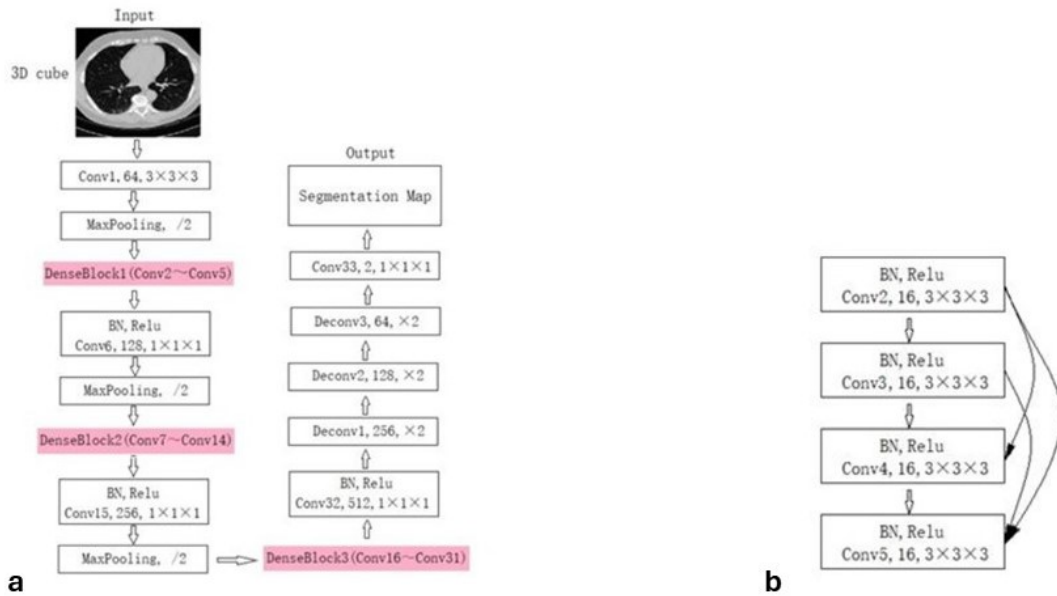 Input
3D cube
Conv1, 64, 3×3×3
MaxPooling, /2
DenseBlock1(Conv2～Conv5)
BN, Relu
Conv6, 128, 1×1×1
MaxPooling, /2
DenseBlock2(Conv7～Conv14)
BN, Relu
Conv15, 256, 1×1×1
MaxPooling, /2
DenseBlock3(Conv16～Conv31)
BN, Relu
Conv32, 512, 1×1×1
Deconv1, 256, ×2
Deconv2, 128, ×2
Deconv3, 64, ×2
Conv33, 2, 1×1×1
Segmentation Map
Output
a
BN, Relu
Conv2, 16, 3×3×3
BN, Relu
Conv3, 16, 3×3×3
BN, Relu
Conv4, 16, 3×3×3
BN, Relu
Conv5, 16, 3×3×3
b